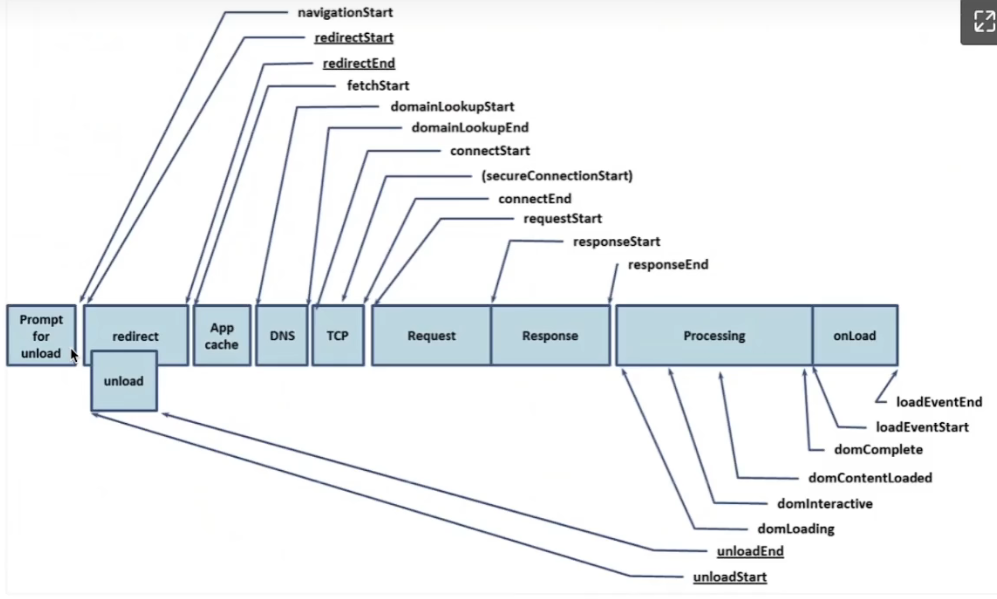 navigationStart
redirectStart
redirectEnd
fetchStart
domainLookupStart
domainLookupEnd
connectStart
(secureConnectionStart)
connectEnd
requestStart
responseStart
responseEnd
Prompt
for
unload
redirect
unload
App
cache
DNS
TCP
Request
Response
Processing
onLoad
loadEventEnd
loadEventStart
domComplete
domContentLoaded
domInteractive
domLoading
unloadEnd
unloadStart